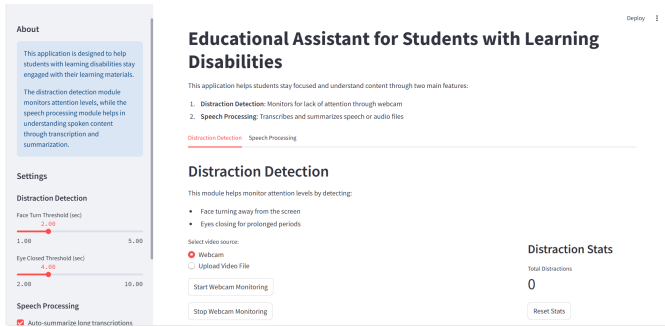 About
This application is designed to help
students with learning disabilities stay
engaged with their learning materials.
The distraction detection module
monitors attention levels, while the
speech processing module helps in
understanding spoken content
through transcription and
summarization.
Settings
Distraction Detection
Face Turn Threshold (sec)
2.00
1.00 5.00
Eye Closed Threshold (sec)
4.00
2.00 10.00
Speech Processing
Auto-summarize long transcriptions
Deploy
Educational Assistant for Students with Learning
Disabilities
This application helps students stay focused and understand content through two main features:
1. Distraction Detection: Monitors for lack of attention through webcam
2. Speech Processing: Transcribes and summarizes speech or audio files
Distraction Detection Speech Processing
Distraction Detection
This module helps monitor attention levels by detecting:
• Face turning away from the screen
• Eyes closing for prolonged periods
Select video source:
Webcam
Upload Video File
Start Webcam Monitoring
Stop Webcam Monitoring
Distraction Stats
Total Distractions
0
Reset Stats